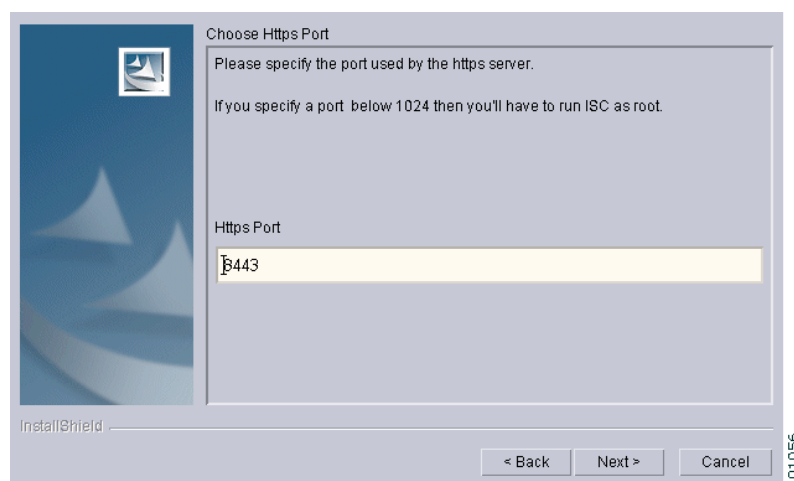 Choose Https Port
Please specify the port used by the https server.
If you specify a port below 1024 then you'll have to run ISC as root.
Https Port
8443
InstallShield
< Back
Next >
Cancel